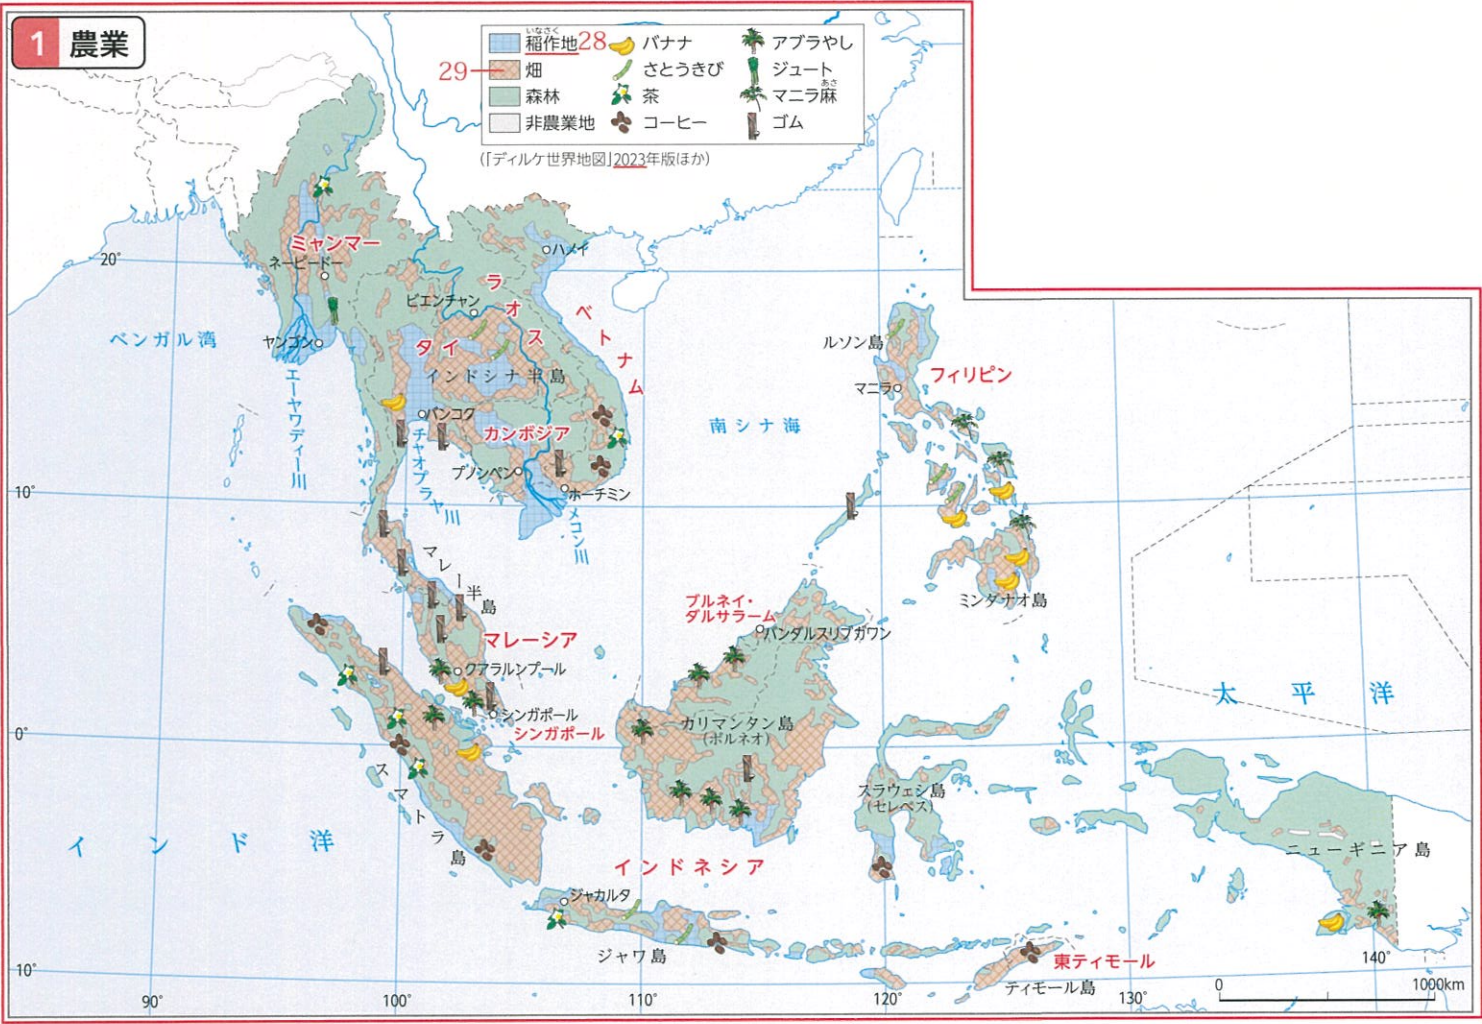 1 農業
いなさく
稲作地28
29 畑
森林
非農業地
バナナ
さとうきび
茶
コーヒー
アブラやし
ジュート
あさ
マニラ麻
ゴム
(「ディルケ世界地図」2023年版ほか)
20°
ミャンマー
ネーピードー
ハノイ
ビエンチャン
ラオス
ベトナム
ベンガル湾
ヤンゴン
エーヤワディー川
タイ
インドシナ半島
バンコク
チャオプラヤ川
カンボジア
プノンペン
ホーチミン
メコン川
南シナ海
ルソン島
マニラ
フィリピン
ミンダナオ島
10°
マレー半島
マレーシア
クアラルンプール
シンガポール
シンガポール
ブルネイ・
ダルサラーム
バンダルスリブガワン
カリマンタン島
(ボルネオ)
太平洋
0°
スマトラ島
スラウェシ島
(セレベス)
インド洋
インドネシア
ニューギニア島
ジャカルタ
ジャワ島
東ティモール
ティモール島
10°
90°
100°
110°
120°
130°
140°
0
1000km